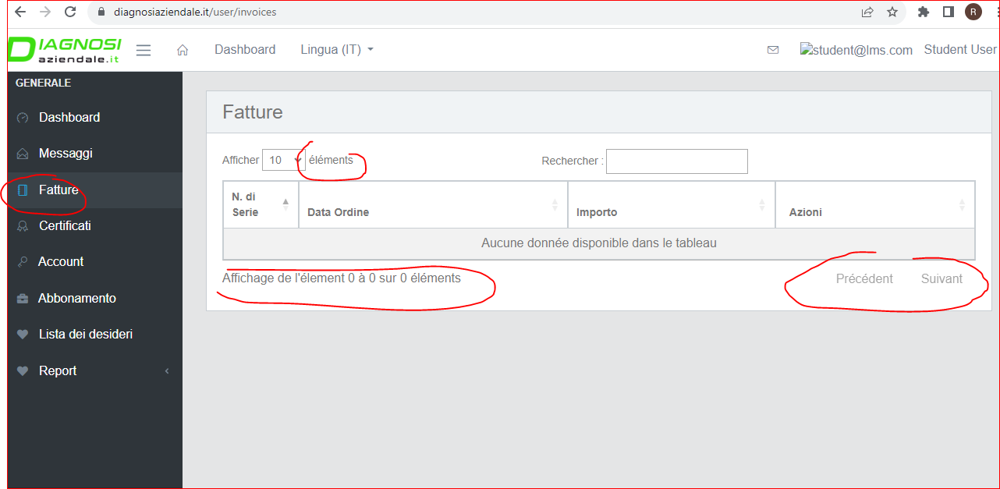 diagnosiaziendale.it/user/invoices
R
DIAGNOSI
aziendale.it
Dashboard
Lingua (IT)
student@lms.com
Student User
GENERALE
Dashboard
Messaggi
Fatture
Certificati
Account
Abbonamento
Lista dei desideri
Report
Fatture
Afficher 10 éléments
Rechercher :
N. di
Serie
Data Ordine
Importo
Azioni
Aucune donnée disponible dans le tableau
Affichage de l'élement 0 à 0 sur 0 éléments
Précédent
Suivant